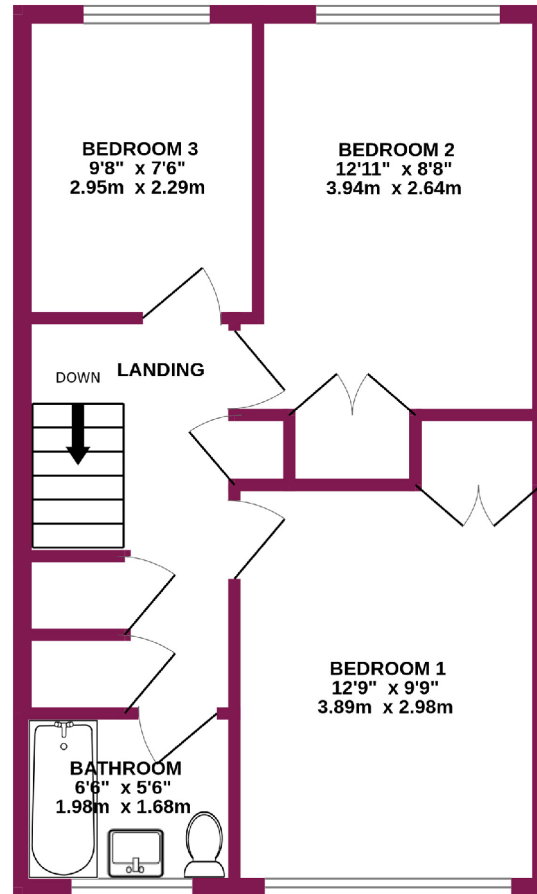 BEDROOM 3
9'8" x 7'6"
2.95m x 2.29m
BEDROOM 2
12'11" x 8'8"
3.94m x 2.64m
DOWN
LANDING
BEDROOM 1
12'9" x 9'9"
3.89m x 2.98m
BATHROOM
6'6" x 5'6"
1.98m x 1.68m